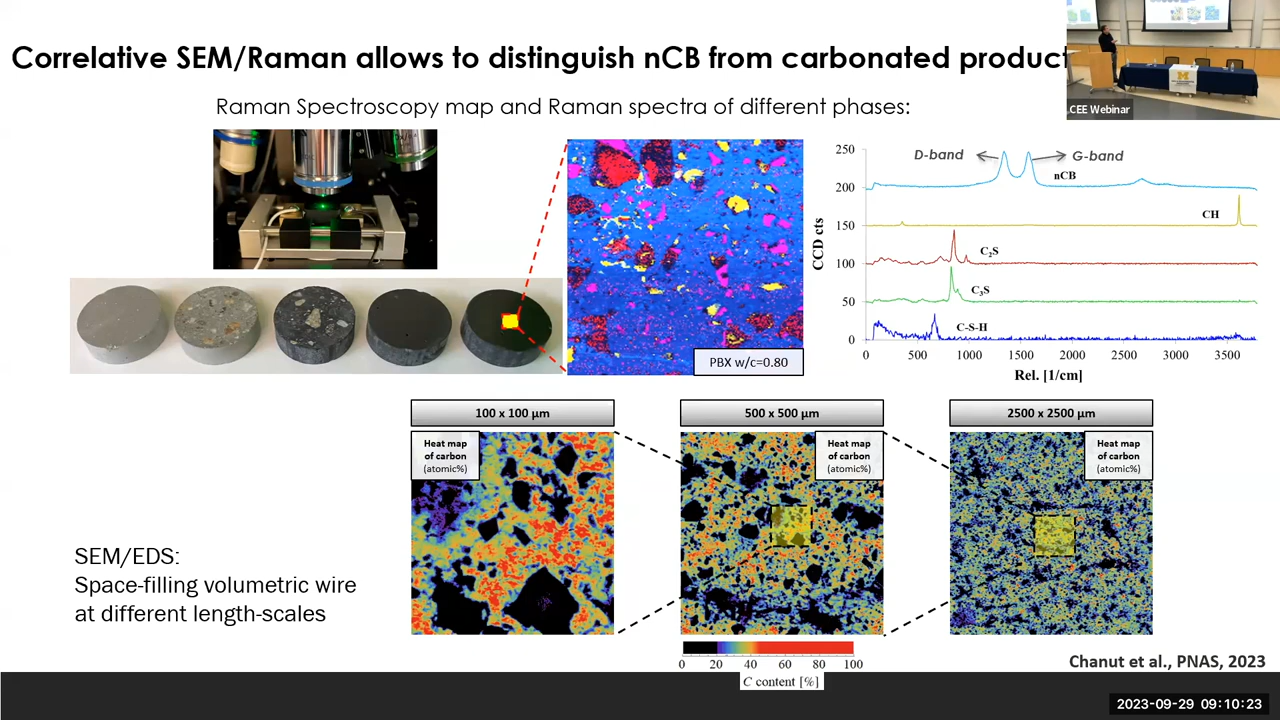 Correlative SEM/Raman allows to distinguish nCB from carbonated product
CEE Webinar
Raman Spectroscopy map and Raman spectra of different phases:
PBX w/c=0.80
CCD cts
250
200
150
100
50
0
D-band
G-band
nCB
CH
C₂S
C₃S
C-S-H
0 500 1000 1500 2000 2500 3000 3500
Rel. [1/cm]
100 x 100 µm
500 x 500 µm
2500 x 2500 µm
Heat map
of carbon
(atomic%)
Heat map
of carbon
(atomic%)
Heat map
of carbon
(atomic%)
SEM/EDS:
Space-filling volumetric wire
at different length-scales
0 20 40 60 80 100
C content [%]
Chanut et al., PNAS, 2023
M
2023-09-29 09:10:23